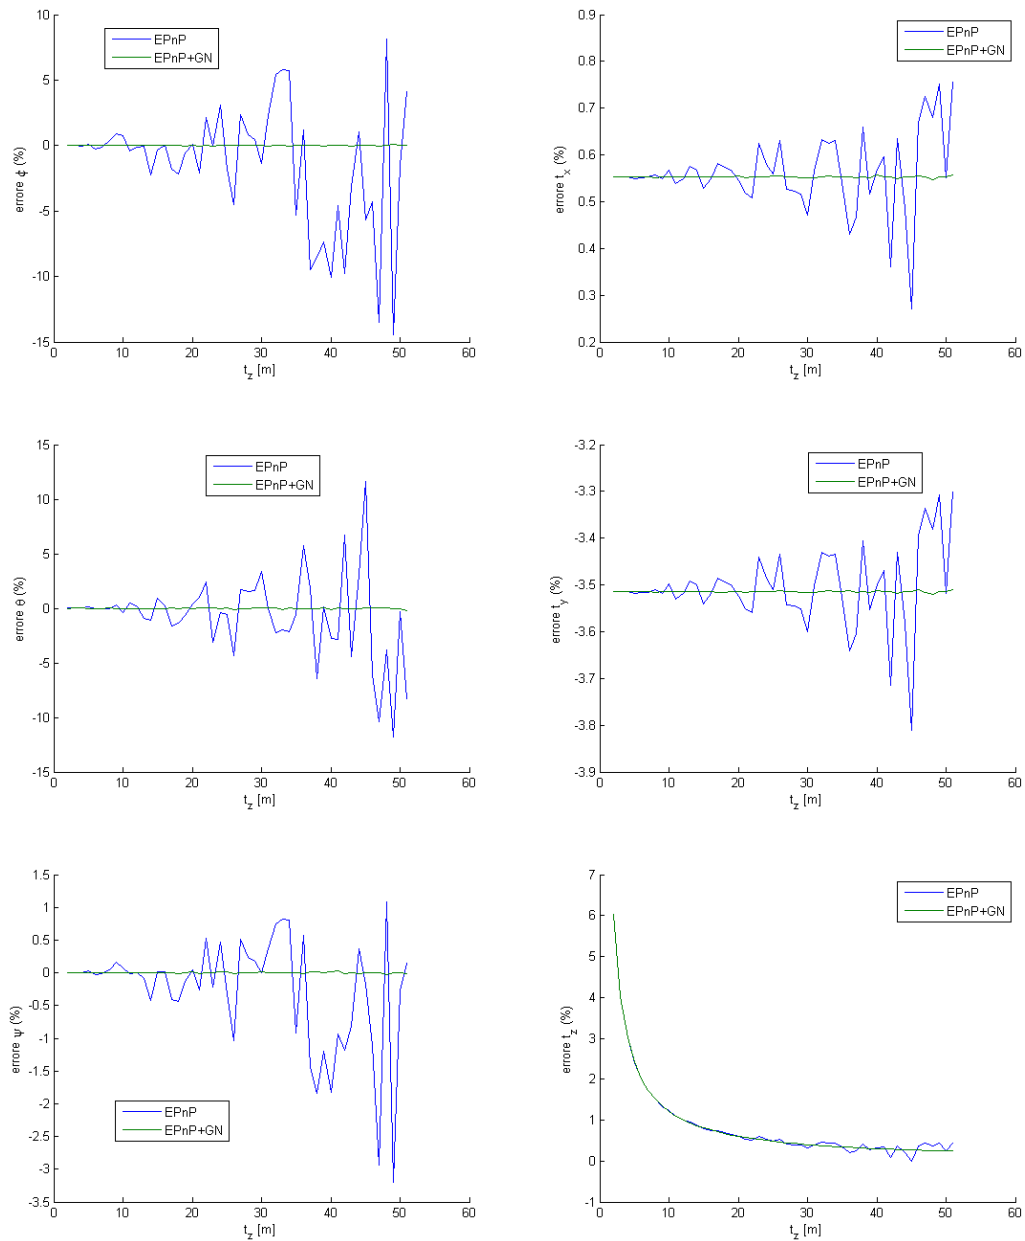 10
5
0
-5
-10
-15
errore ϕ (%)
EPnP
EPnP+GN
0 10 20 30 40 50 60
t_z [m]
0.9
0.8
0.7
0.6
0.5
0.4
0.3
0.2
errore t_x (%)
EPnP
EPnP+GN
0 10 20 30 40 50 60
t_z [m]
15
10
5
0
-5
-10
-15
errore θ (%)
EPnP
EPnP+GN
0 10 20 30 40 50 60
t_z [m]
-3.2
-3.3
-3.4
-3.5
-3.6
-3.7
-3.8
-3.9
errore t_y (%)
EPnP
EPnP+GN
0 10 20 30 40 50 60
t_z [m]
1.5
1
0.5
0
-0.5
-1
-1.5
-2
-2.5
-3
-3.5
errore ψ (%)
EPnP
EPnP+GN
0 10 20 30 40 50 60
t_z [m]
7
6
5
4
3
2
1
0
-1
errore t_z (%)
EPnP
EPnP+GN
0 10 20 30 40 50 60
t_z [m]